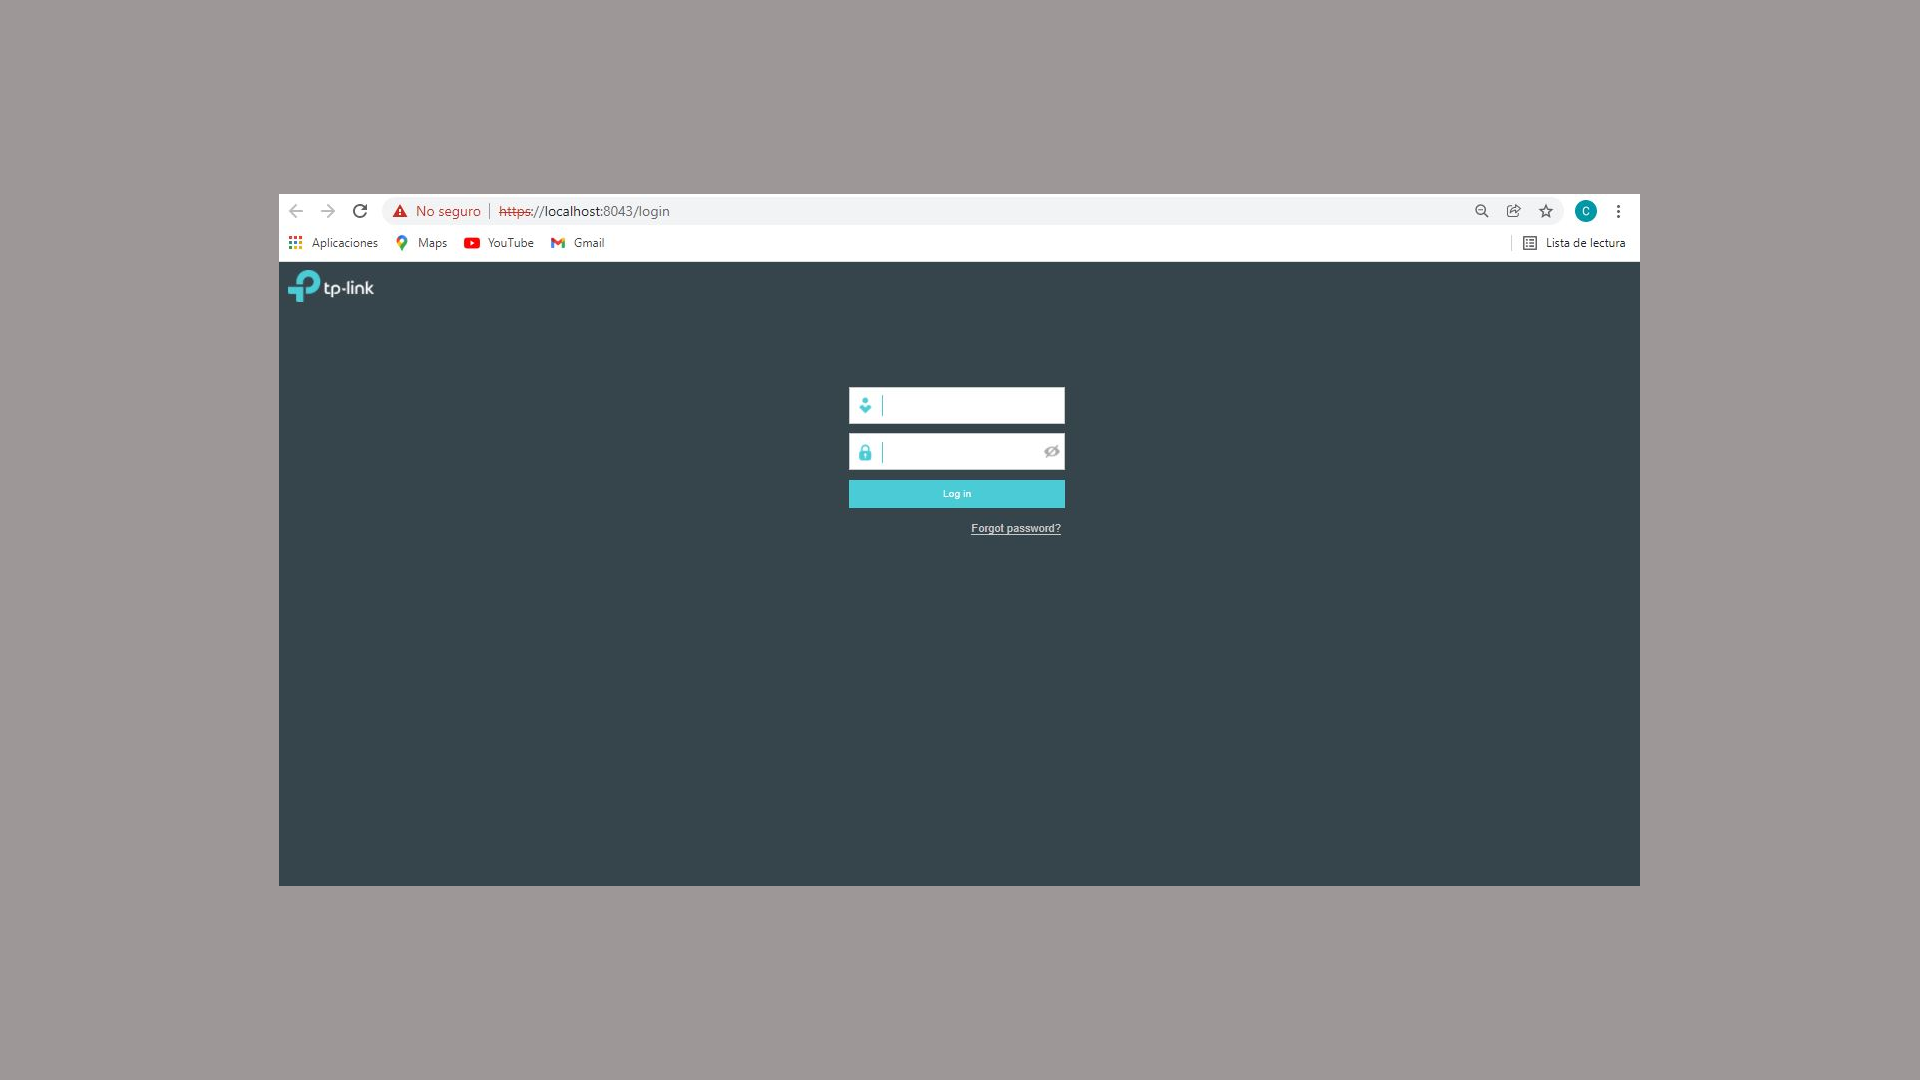 No seguro | https://localhost:8043/login
C
Aplicaciones Maps YouTube Gmail Lista de lectura
tp-link
Log in
Forgot password?